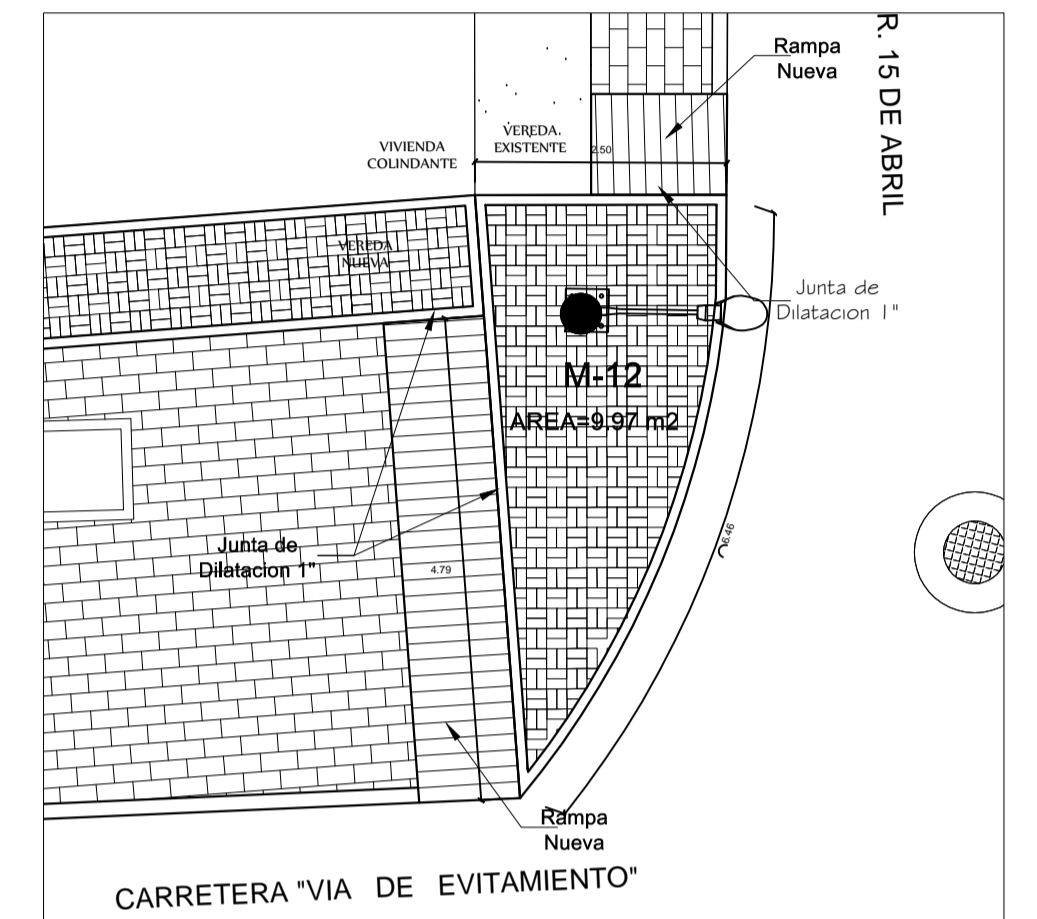 Rampa
Nueva
R. 15 DE ABRIL
VEREDA.
EXISTENTE
2.50
VIVIENDA
COLINDANTE
VEREDA
NUEVA
Junta de
Dilatacion 1"
M-12
AREA=9.97 m2
6.46
Junta de
Dilatacion 1"
4.79
Rampa
Nueva
CARRETERA "VIA DE EVITAMIENTO"